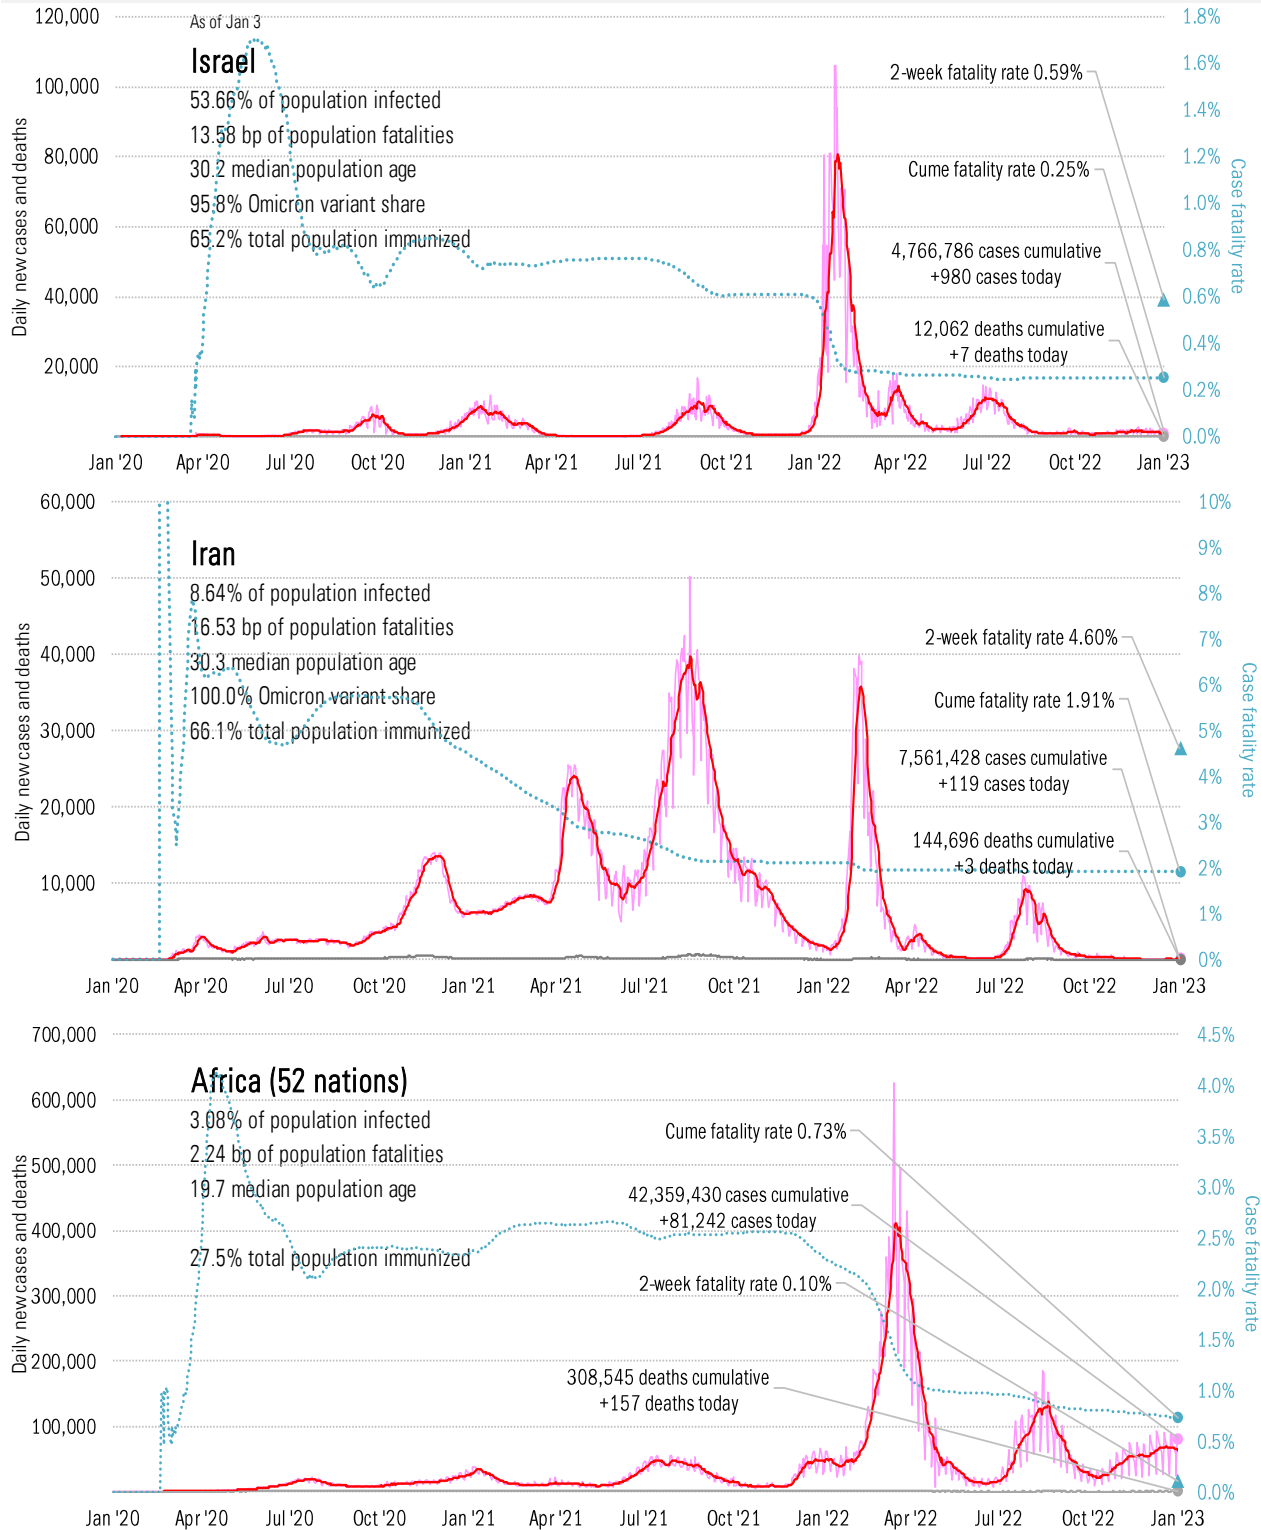 As of Jan 3
Israel
53.66% of population infected
13.58 bp of population fatalities
30.2 median population age
95.8% Omicron variant share
65.2% total population immunized
2-week fatality rate 0.59%
Cume fatality rate 0.25%
4,766,786 cases cumulative
+980 cases today
12,062 deaths cumulative
+7 deaths today
Daily new cases and deaths
120,000
100,000
80,000
60,000
40,000
20,000
-
Case fatality rate
1.8%
1.6%
1.4%
1.2%
1.0%
0.8%
0.6%
0.4%
0.2%
0.0%
Jan '20 Apr '20 Jul '20 Oct '20 Jan '21 Apr '21 Jul '21 Oct '21 Jan '22 Apr '22 Jul '22 Oct '22 Jan '23
Iran
8.64% of population infected
16.53 bp of population fatalities
30.3 median population age
100.0% Omicron variant share
66.1% total population immunized
2-week fatality rate 4.60%
Cume fatality rate 1.91%
7,561,428 cases cumulative
+119 cases today
144,696 deaths cumulative
+3 deaths today
Daily new cases and deaths
60,000
50,000
40,000
30,000
20,000
10,000
-
Case fatality rate
10%
9%
8%
7%
6%
5%
4%
3%
2%
1%
0%
Jan '20 Apr '20 Jul '20 Oct '20 Jan '21 Apr '21 Jul '21 Oct '21 Jan '22 Apr '22 Jul '22 Oct '22 Jan '23
Africa (52 nations)
3.08% of population infected
2.24 bp of population fatalities
19.7 median population age
27.5% total population immunized
Cume fatality rate 0.73%
42,359,430 cases cumulative
+81,242 cases today
2-week fatality rate 0.10%
308,545 deaths cumulative
+157 deaths today
Daily new cases and deaths
700,000
600,000
500,000
400,000
300,000
200,000
100,000
-
Case fatality rate
4.5%
4.0%
3.5%
3.0%
2.5%
2.0%
1.5%
1.0%
0.5%
0.0%
Jan '20 Apr '20 Jul '20 Oct '20 Jan '21 Apr '21 Jul '21 Oct '21 Jan '22 Apr '22 Jul '22 Oct '22 Jan '23